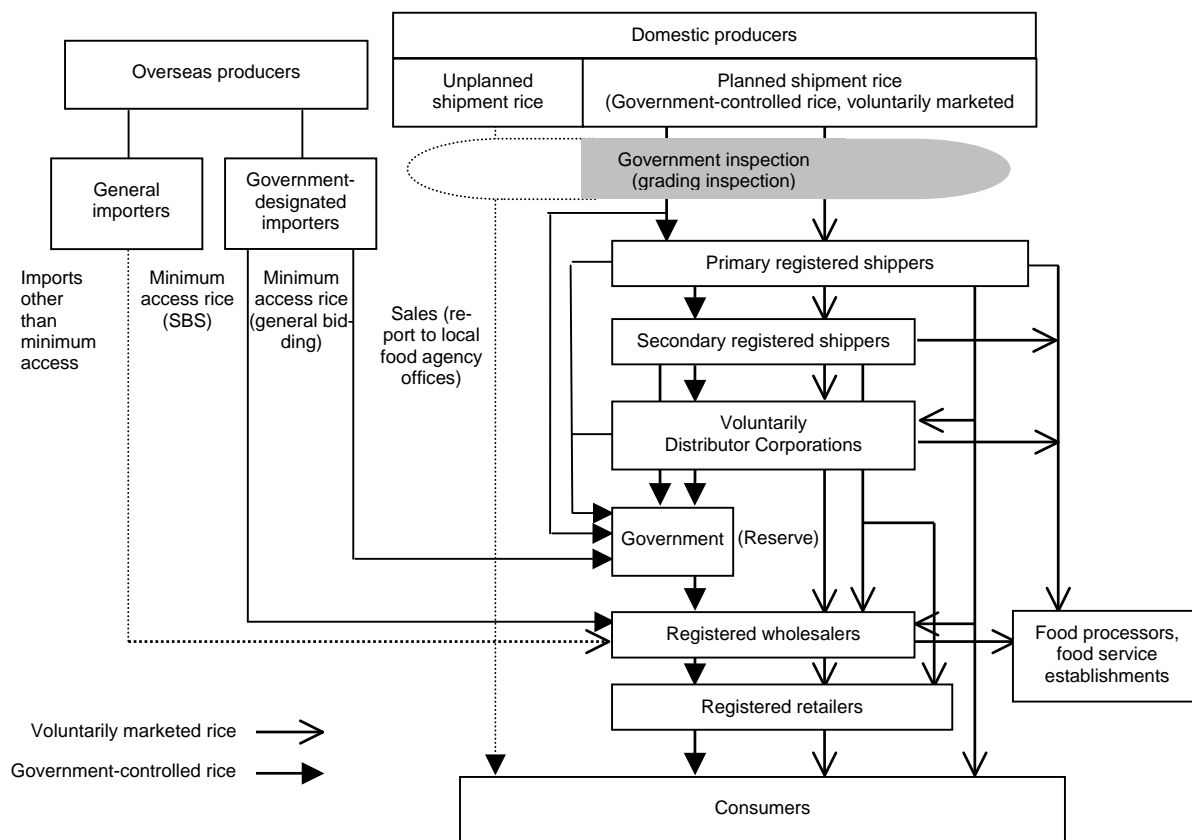 Domestic producers
Overseas producers
Unplanned
shipment rice
Planned shipment rice
(Government-controlled rice, voluntarily marketed
Government inspection
(grading inspection)
General
importers
Government-
designated
importers
Primary registered shippers
Imports
other
than
minimum
access
Minimum
access rice
(SBS)
Minimum
access rice
(general bid-
ding)
Sales (re-
port to local
food agency
offices)
Secondary registered shippers
Voluntarily
Distributor Corporations
Government
(Reserve)
Registered wholesalers
Food processors,
food service
establishments
Registered retailers
Voluntarily marketed rice
Government-controlled rice
Consumers